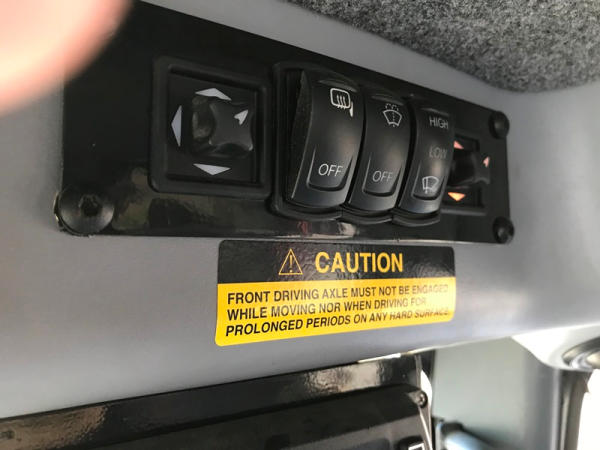 HIGH
LOW
OFF
OFF
CAUTION
FRONT DRIVING AXLE MUST NOT BE ENGAGED
WHILE MOVING NOR WHEN DRIVING FOR
PROLONGED PERIODS ON ANY HARD SURFACE.